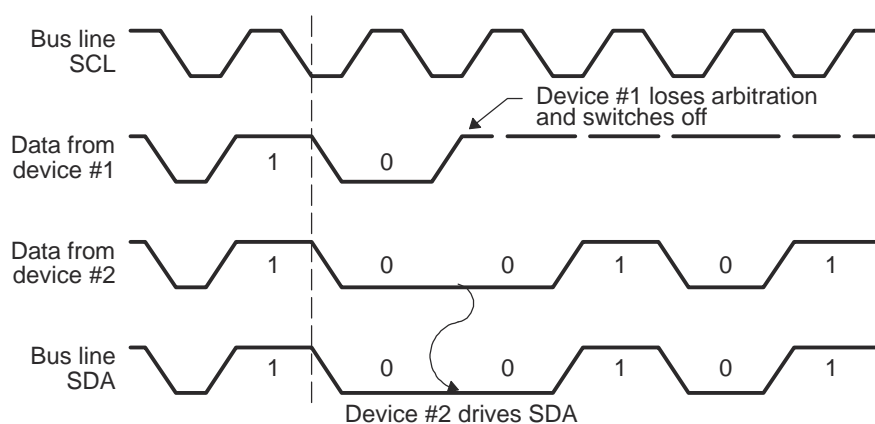 Bus line
SCL
Device #1 loses arbitration
and switches off
Data from
device #1
1 0
Data from
device #2
1 0 0 1 0 1
Bus line
SDA
1 0 0 1 0 1
Device #2 drives SDA